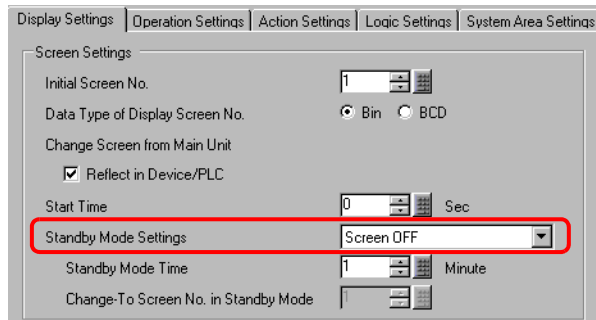 Display Settings Operation Settings Action Settings Logic Settings System Area Settings
Screen Settings
Initial Screen No. 1
Data Type of Display Screen No. Bin BCD
Change Screen from Main Unit
Reflect in Device/PLC
Start Time 0 Sec
Standby Mode Settings Screen OFF
Standby Mode Time 1 Minute
Change-To Screen No. in Standby Mode 1